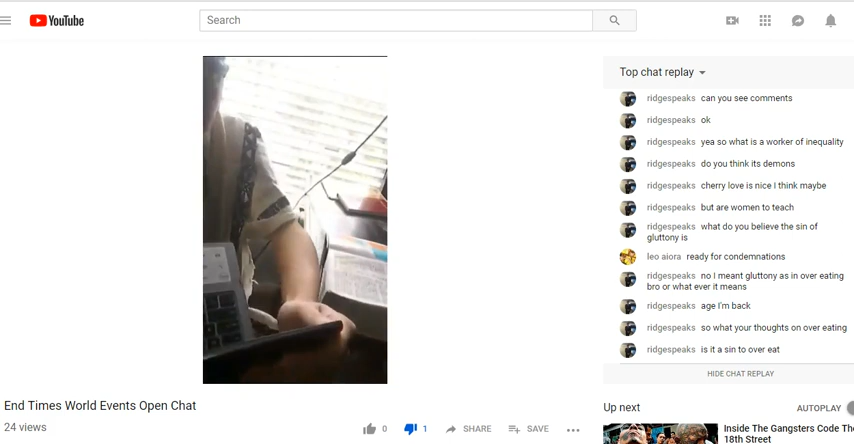 YouTube
Search
Top chat replay
ridgespeaks can you see comments
ridgespeaks ok
ridgespeaks yea so what is a worker of inequality
ridgespeaks do you think its demons
ridgespeaks cherry love is nice I think maybe
ridgespeaks but are women to teach
ridgespeaks what do you believe the sin of
gluttony is
leo aiora ready for condemnations
ridgespeaks no I meant gluttony as in over eating
bro or what ever it means
ridgespeaks age I'm back
ridgespeaks so what your thoughts on over eating
ridgespeaks is it a sin to over eat
HIDE CHAT REPLAY
End Times World Events Open Chat
24 views
0
1
SHARE
SAVE
Up next
AUTOPLAY
Inside The Gangsters Code The
18th Street